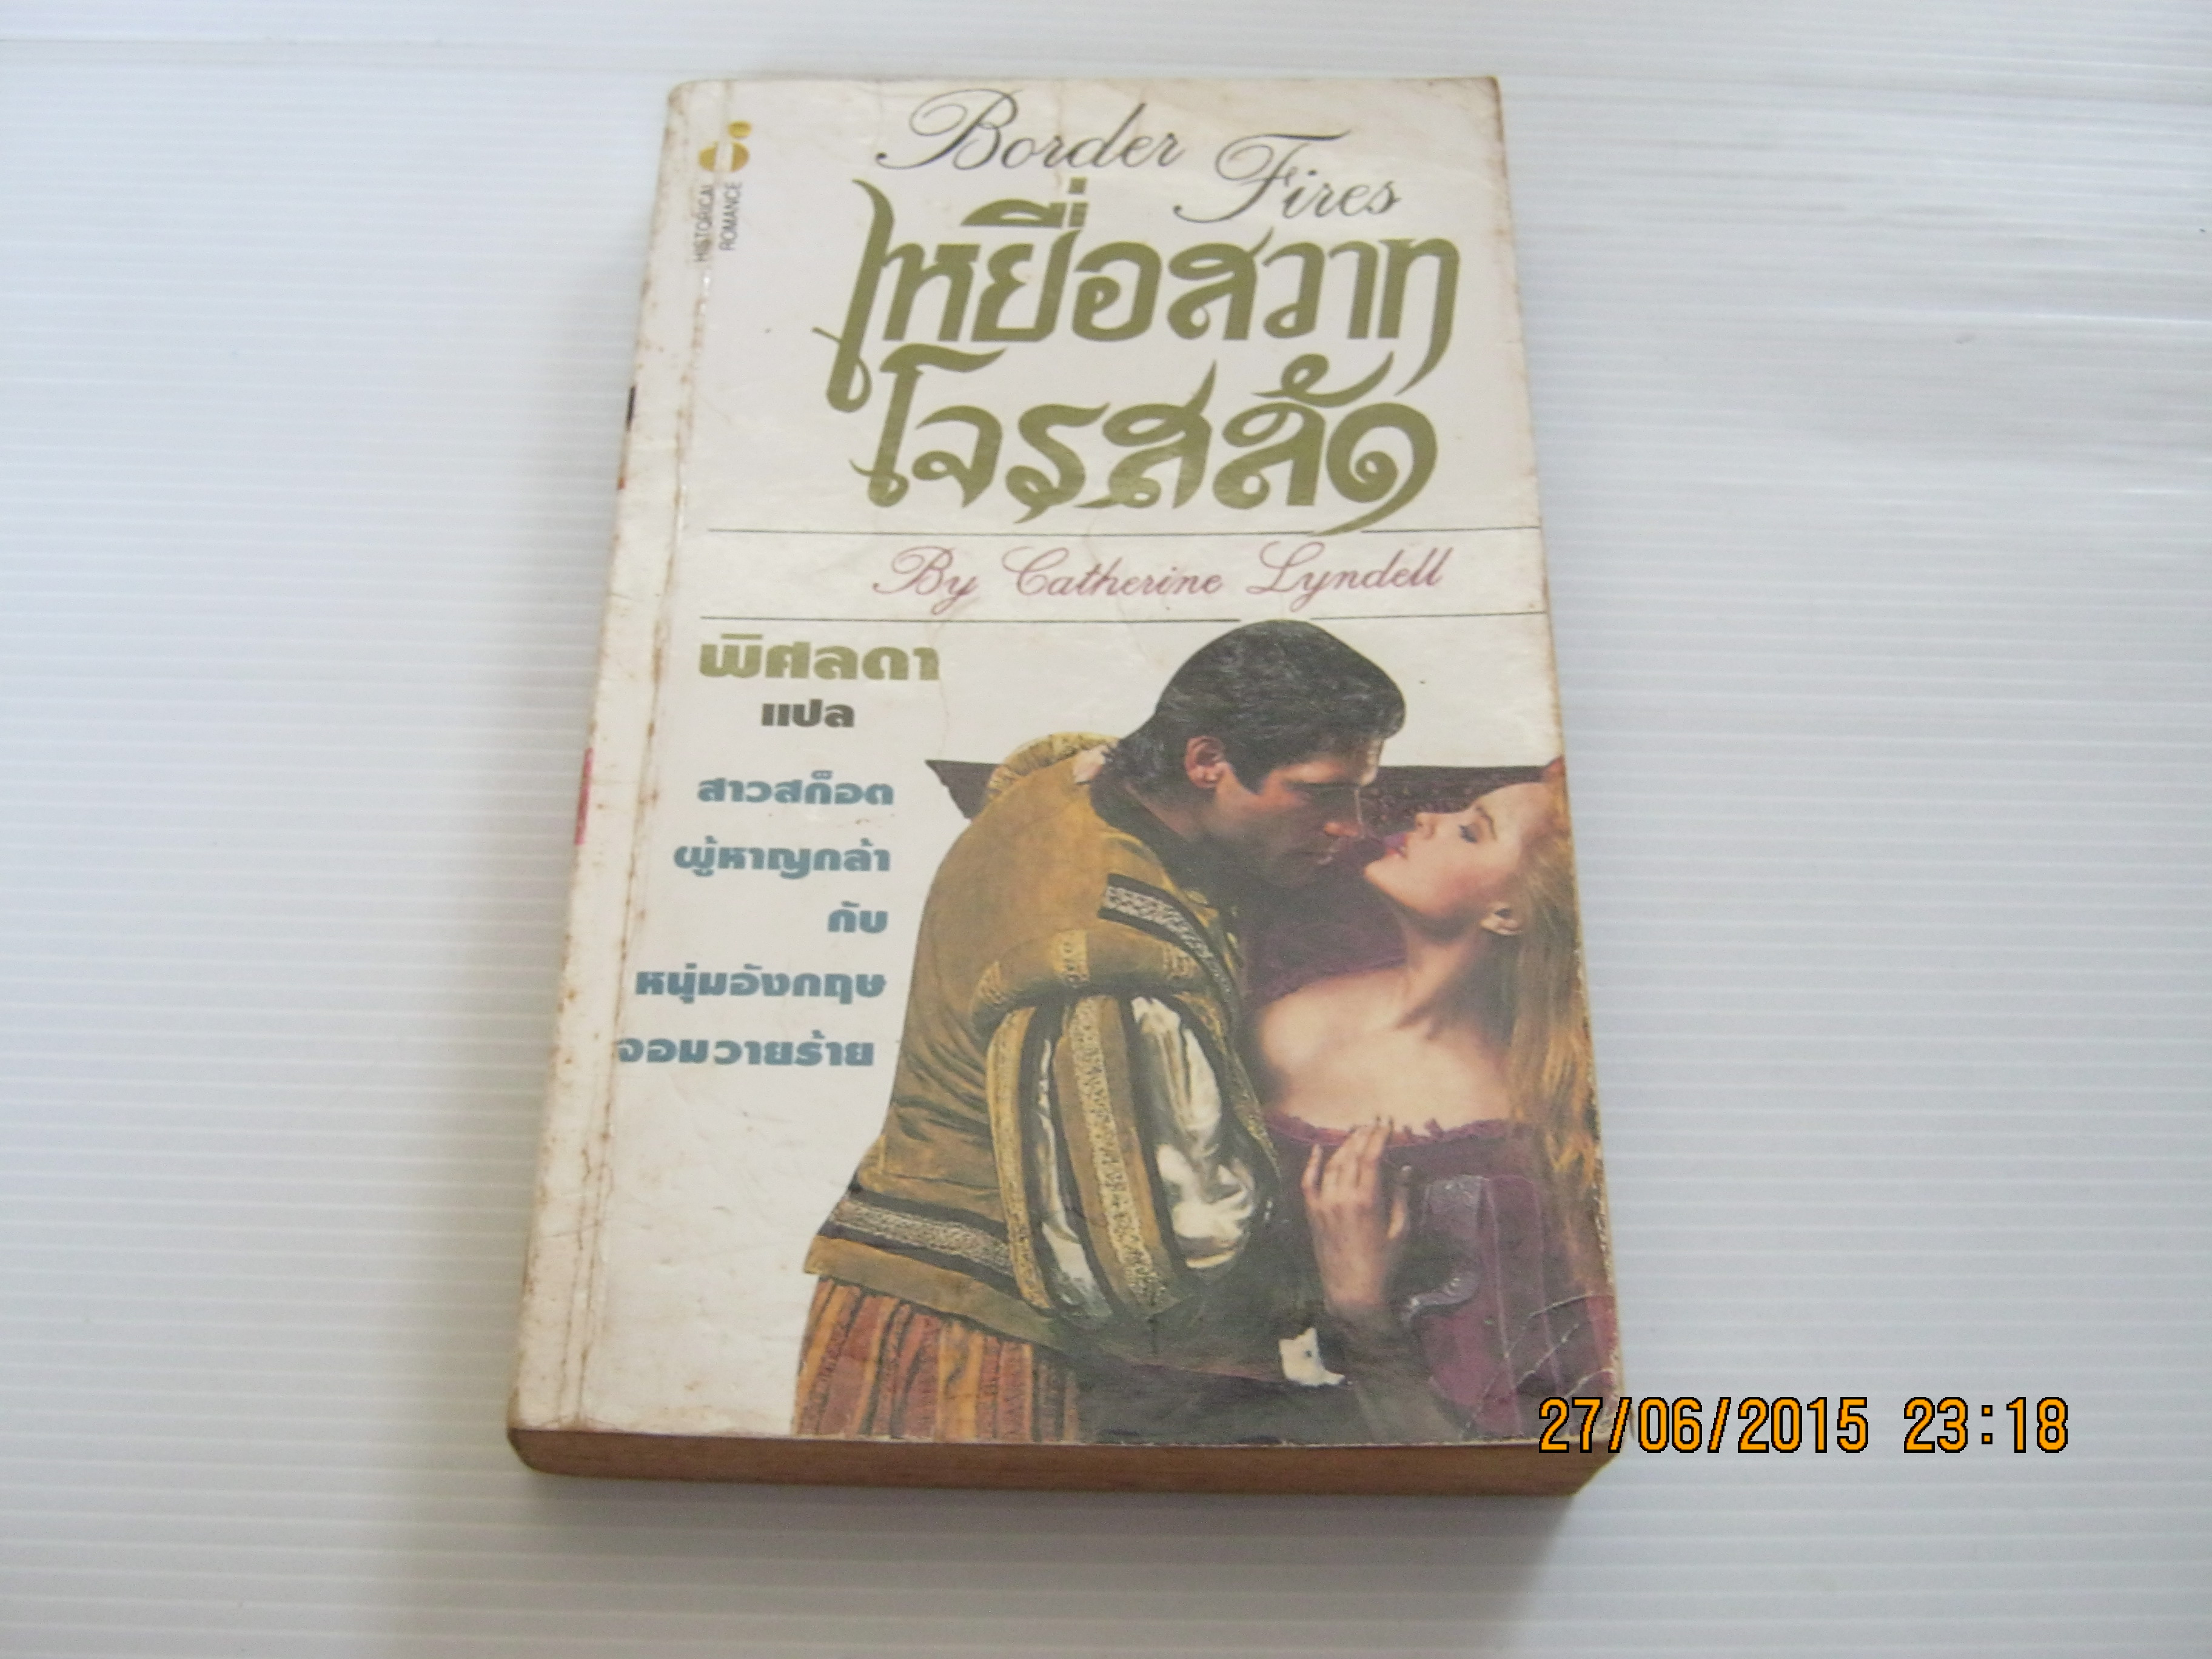 HISTORICAL
ROMANCE
Border Fires
เหยื่อสวาท
โจรสลัด
By Catherine Lyndell
พิศลดา
แปล
สาวสก็อต
ผู้หาญกล้า
กับ
หนุ่มอังกฤษ
จอมวายร้าย
27/06/2015 23:18